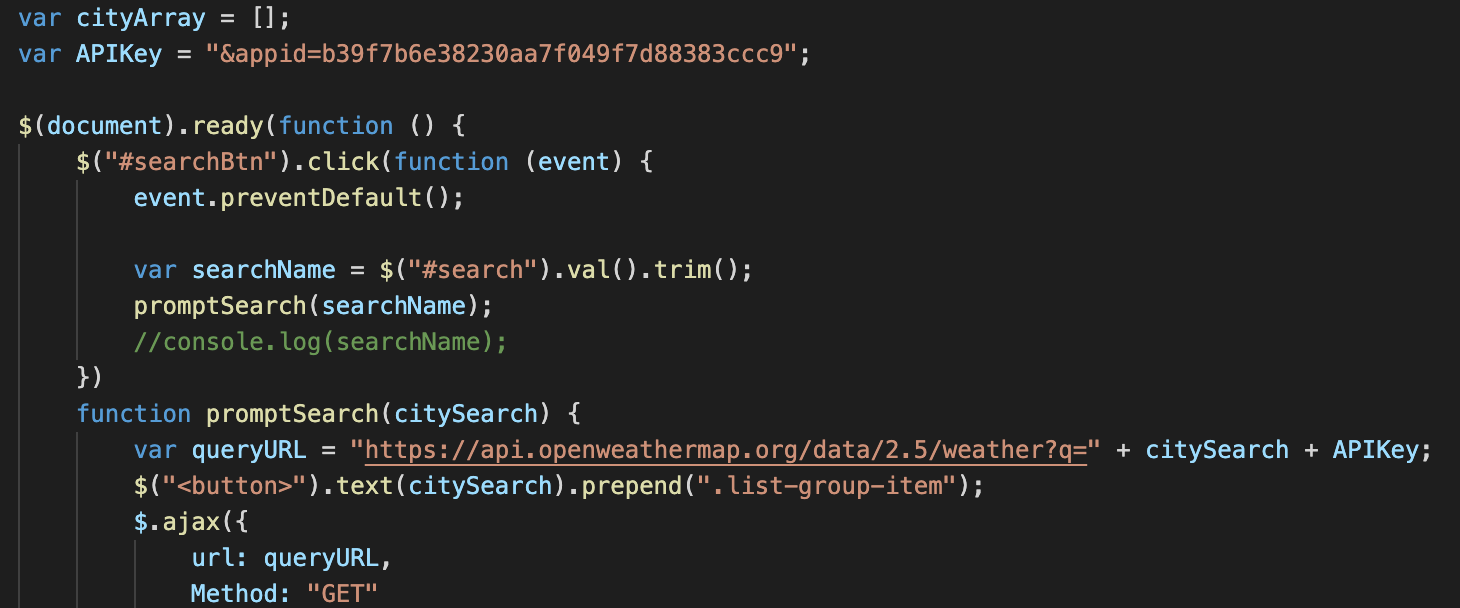 var cityArray = [];
var APIKey = "&appid=b39f7b6e38230aa7f049f7d88383ccc9";
$(document).ready(function () {
$("#searchBtn").click(function (event) {
event.preventDefault();
var searchName = $("#search").val().trim();
promptSearch(searchName);
//console.log(searchName);
})
function promptSearch(citySearch) {
var queryURL = "https://api.openweathermap.org/data/2.5/weather?q=" + citySearch + APIKey;
$("<button>").text(citySearch).prepend(".list-group-item");
$.ajax({
url: queryURL,
Method: "GET"